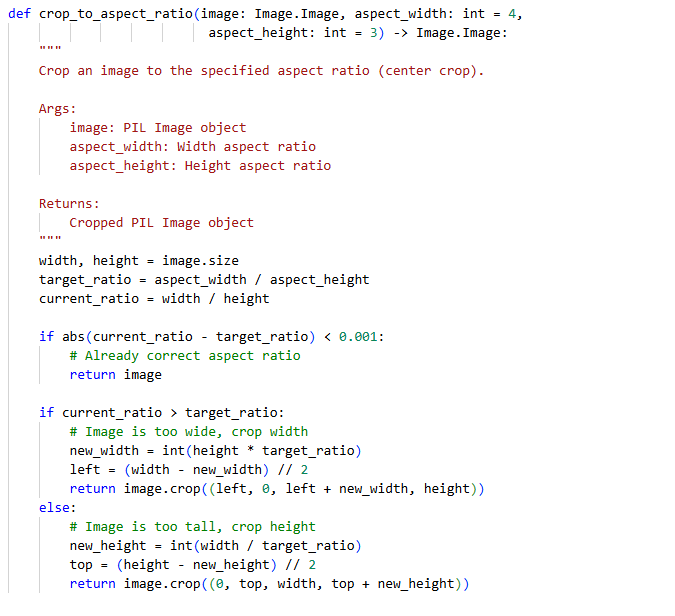 def crop_to_aspect_ratio(image: Image.Image, aspect_width: int = 4,
                         aspect_height: int = 3) -> Image.Image:
    """
    Crop an image to the specified aspect ratio (center crop).

    Args:
        image: PIL Image object
        aspect_width: Width aspect ratio
        aspect_height: Height aspect ratio

    Returns:
        Cropped PIL Image object
    """
    width, height = image.size
    target_ratio = aspect_width / aspect_height
    current_ratio = width / height

    if abs(current_ratio - target_ratio) < 0.001:
        # Already correct aspect ratio
        return image

    if current_ratio > target_ratio:
        # Image is too wide, crop width
        new_width = int(height * target_ratio)
        left = (width - new_width) // 2
        return image.crop((left, 0, left + new_width, height))
    else:
        # Image is too tall, crop height
        new_height = int(width / target_ratio)
        top = (height - new_height) // 2
        return image.crop((0, top, width, top + new_height))